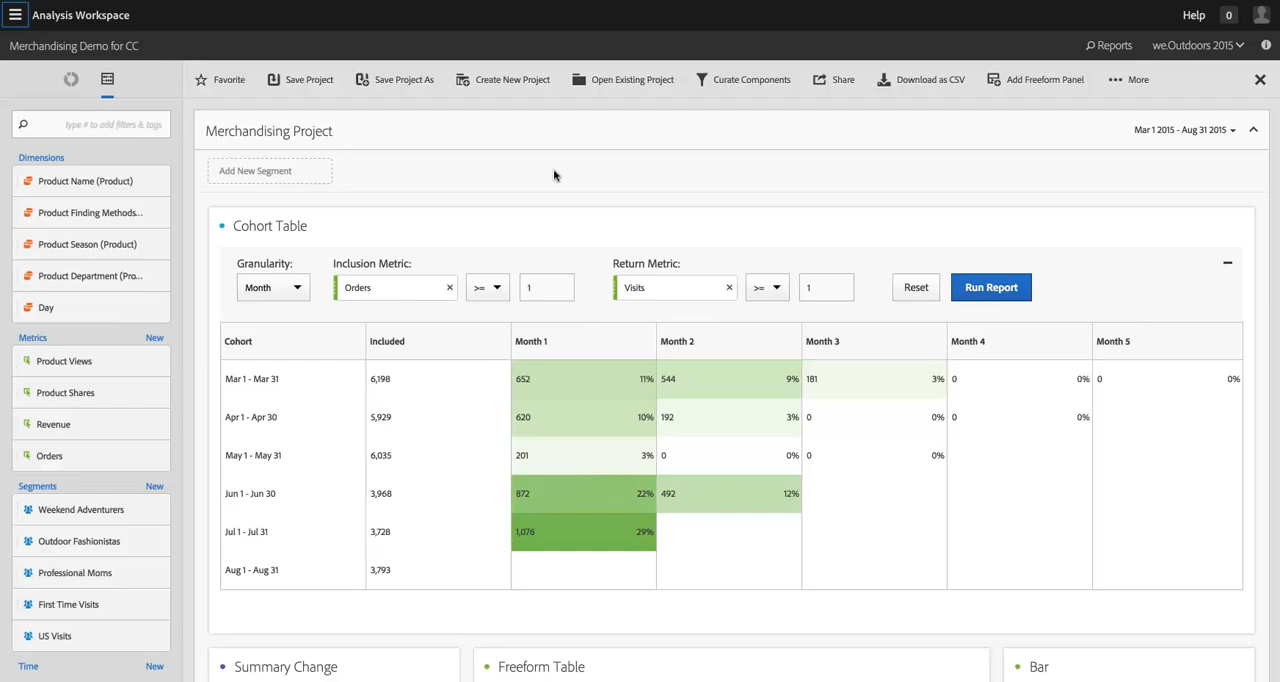 Analysis Workspace
Help 0
Merchandising Demo for CC
Reports we.Outdoors 2015
Favorite Save Project Save Project As Create New Project Open Existing Project Curate Components Share Download as CSV Add Freeform Panel More
type # to add filters & tags
Merchandising Project
Mar 1 2015 - Aug 31 2015
Add New Segment
Dimensions
Product Name (Product)
Product Finding Methods...
Product Season (Product)
Product Department (Pro...
Day
Metrics New
Product Views
Product Shares
Revenue
Orders
Segments New
Weekend Adventurers
Outdoor Fashionistas
Professional Moms
First Time Visits
US Visits
Time New
Cohort Table
Granularity: Inclusion Metric: Return Metric:
Month Orders × >= 1 Visits × >= 1 Reset Run Report
Cohort Included Month 1 Month 2 Month 3 Month 4 Month 5
Mar 1 - Mar 31 6,198 652 11% 544 9% 181 3% 0 0% 0 0%
Apr 1 - Apr 30 5,929 620 10% 192 3% 0 0% 0 0%
May 1 - May 31 6,035 201 3% 0 0% 0 0%
Jun 1 - Jun 30 3,968 872 22% 492 12%
Jul 1 - Jul 31 3,728 1,076 29%
Aug 1 - Aug 31 3,793
Summary Change Freeform Table Bar